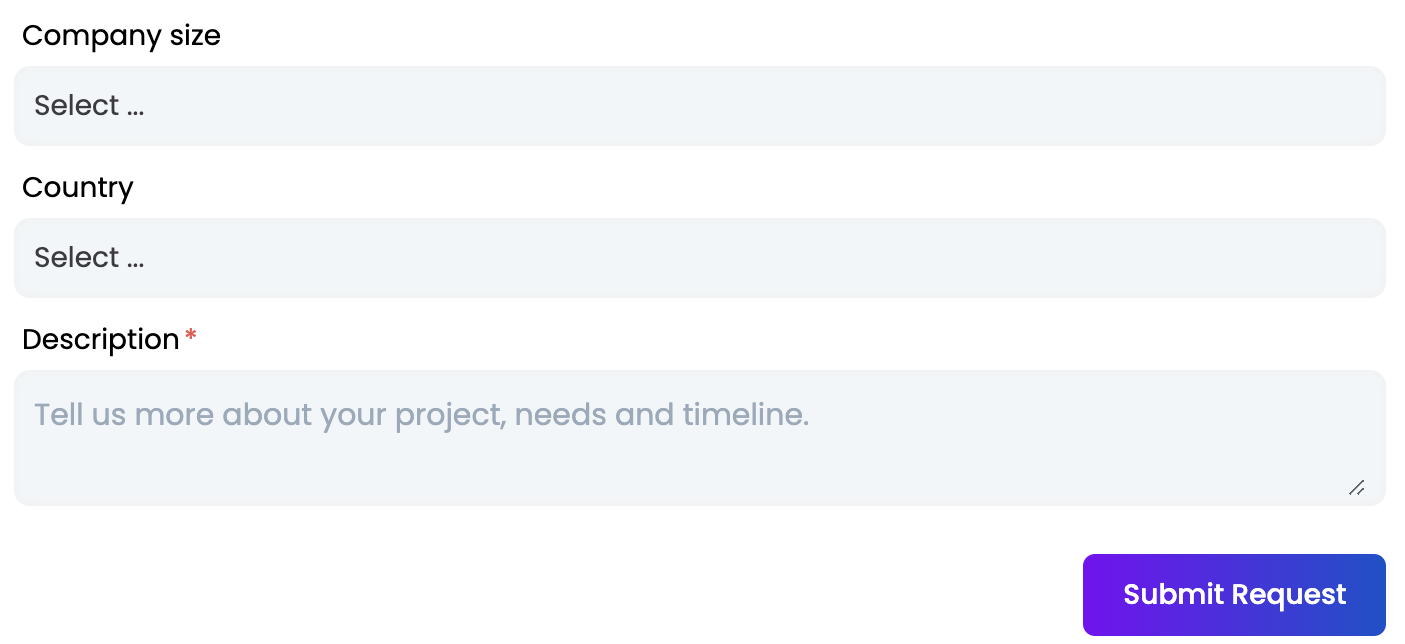 Company size
Select ...
Country
Select ...
Description *
Tell us more about your project, needs and timeline.
Submit Request